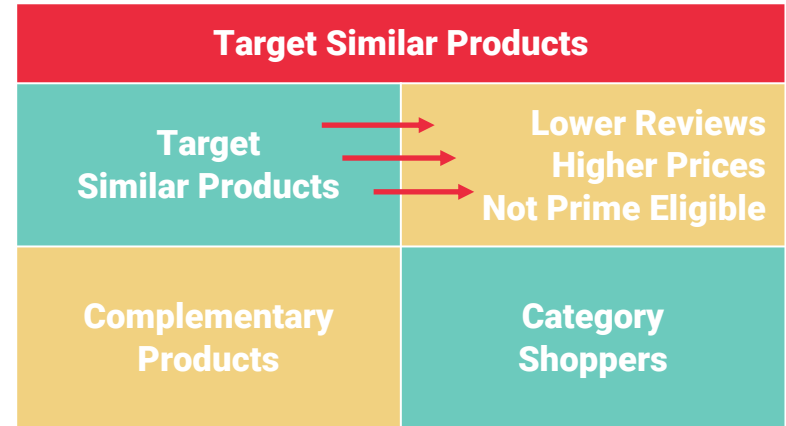 Target Similar Products
Target
Similar Products
Lower Reviews
Higher Prices
Not Prime Eligible
Complementary
Products
Category
Shoppers